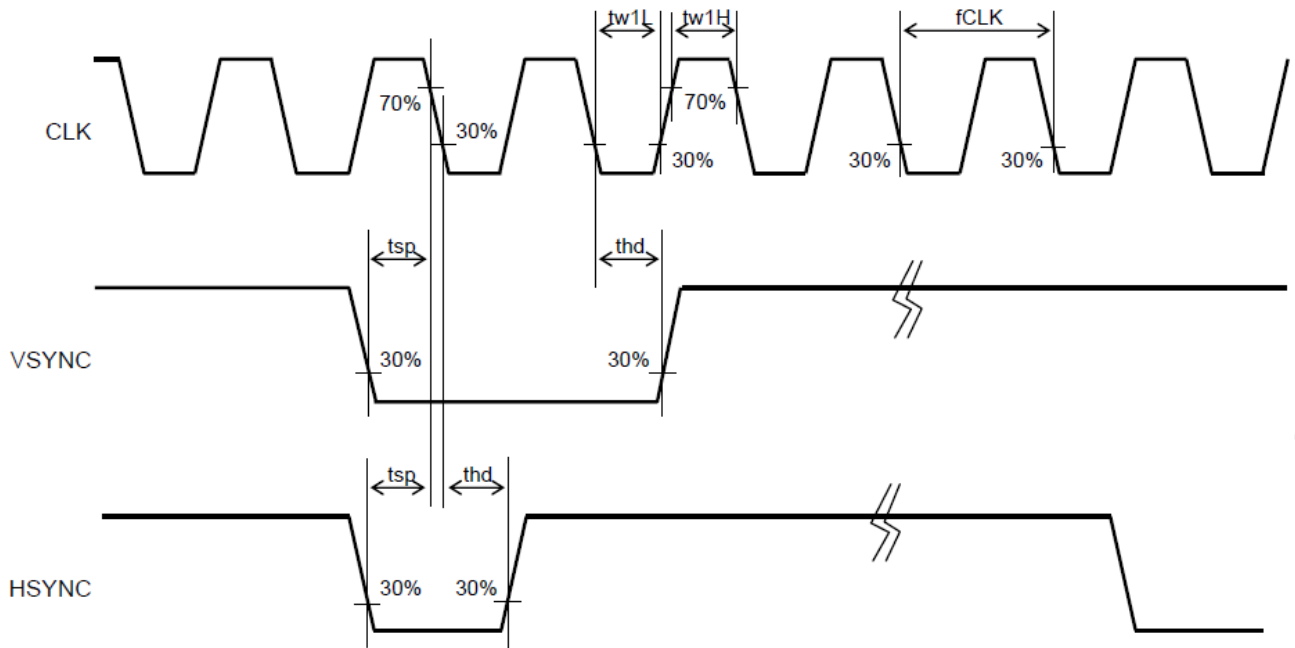 tw1L tw1H fCLK
70% 70%
CLK 30% 30% 30% 30%
tsp thd
VSYNC 30% 30%
tsp thd
HSYNC 30% 30%